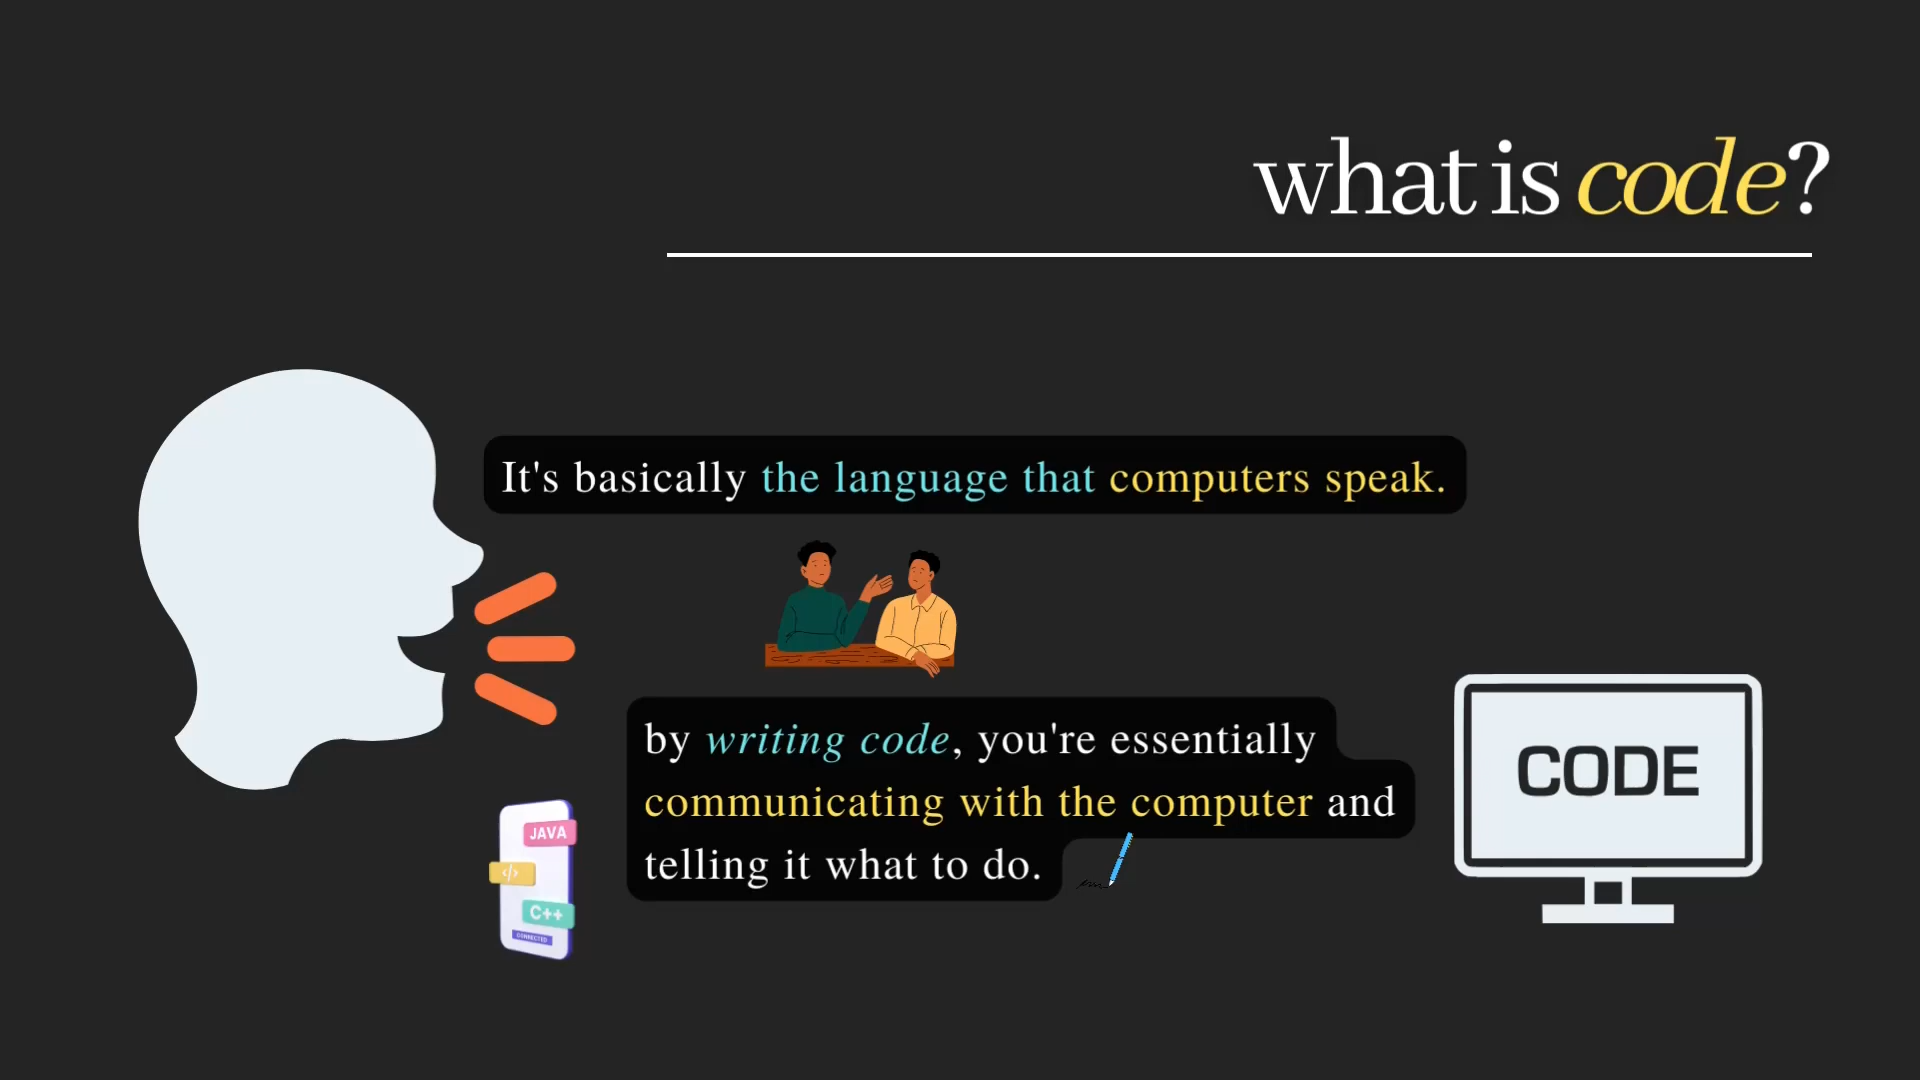 what is code?
It's basically the language that computers speak.
by writing code, you're essentially
communicating with the computer and
telling it what to do.
CODE
JAVA
</>
C++
CONNECTED